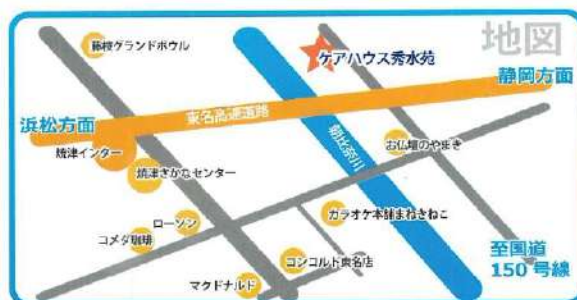 地図
藤枝グランドボウル
ケアハウス秀水苑
静岡方面
東名高速道路
浜松方面
焼津インター
朝比奈川
お仏壇のやまき
焼津さかなセンター
ローソン
カラオケ本舗まねきねこ
コメダ珈琲
コンコルド東名店
至国道
150号線
マクドナルド